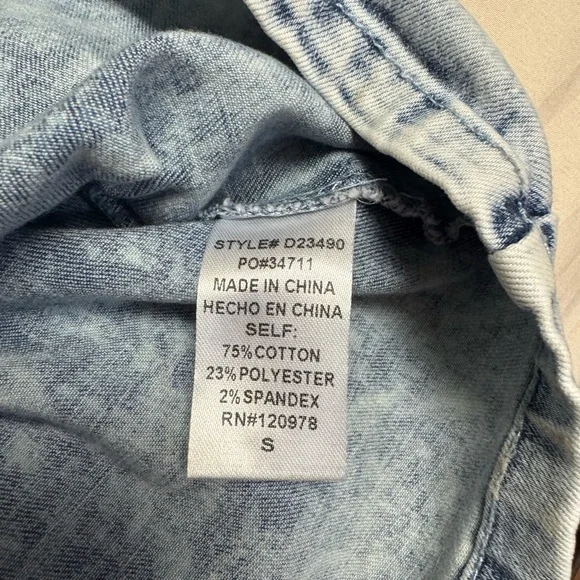 STYLE# D23490
PO#34711
MADE IN CHINA
HECHO EN CHINA
SELF:
75%COTTON
23%POLYESTER
2%SPANDEX
RN#120978
S